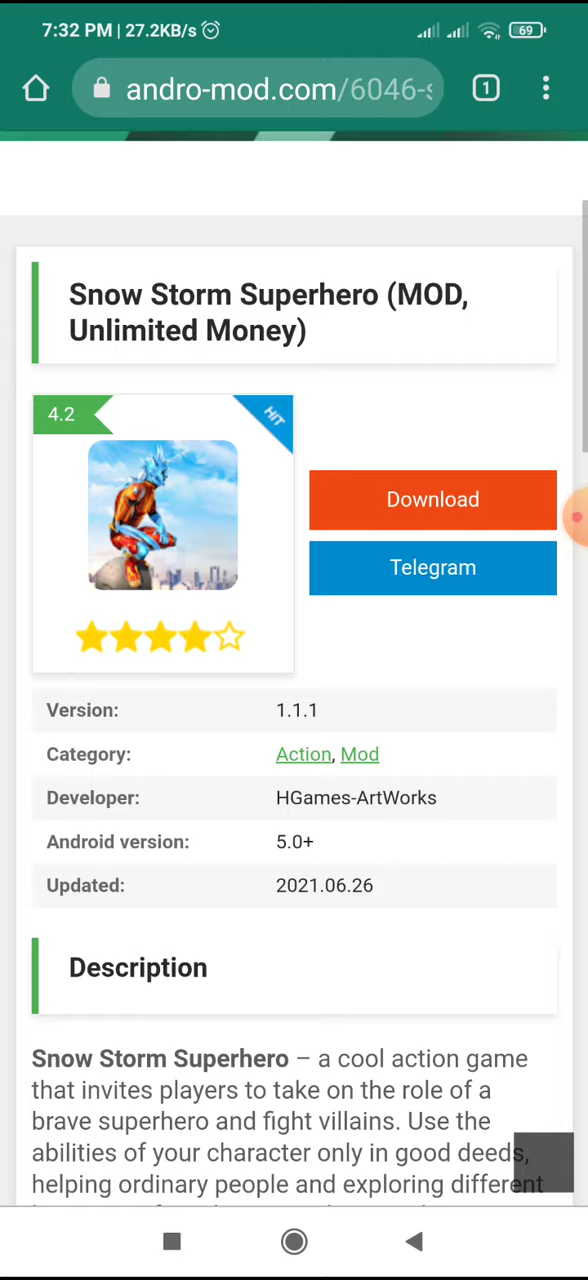 7:32 PM | 27.2KB/s
69
andro-mod.com/6046-s
1
Snow Storm Superhero (MOD,
Unlimited Money)
4.2
HIT
Download
Telegram
Version: 1.1.1
Category: Action, Mod
Developer: HGames-ArtWorks
Android version: 5.0+
Updated: 2021.06.26
Description
Snow Storm Superhero – a cool action game
that invites players to take on the role of a
brave superhero and fight villains. Use the
abilities of your character only in good deeds,
helping ordinary people and exploring different